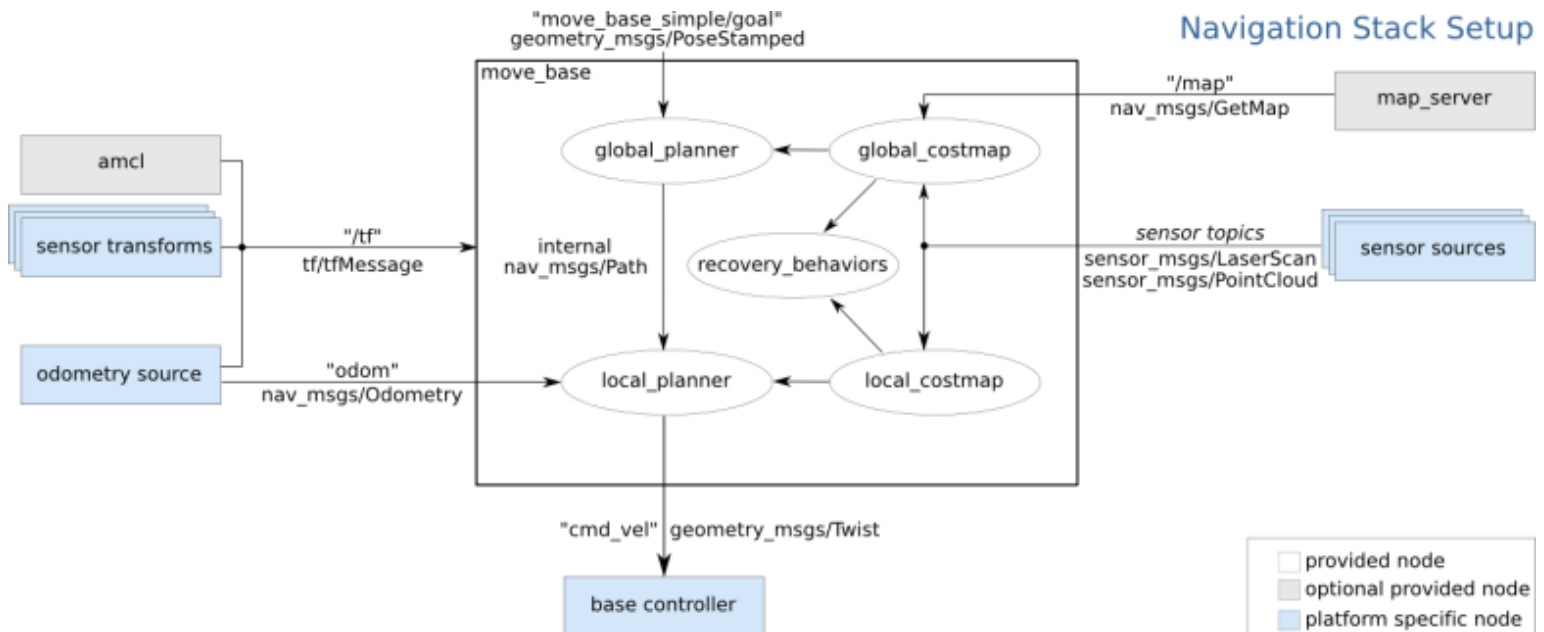 "move_base_simple/goal"
geometry_msgs/PoseStamped
Navigation Stack Setup
move_base
"/map"
nav_msgs/GetMap
map_server
amcl
global_planner
global_costmap
sensor transforms
"/tf"
tf/tfMessage
internal
nav_msgs/Path
recovery_behaviors
sensor topics
sensor_msgs/LaserScan
sensor_msgs/PointCloud
sensor sources
odometry source
"odom"
nav_msgs/Odometry
local_planner
local_costmap
"cmd_vel"
geometry_msgs/Twist
base controller
provided node
optional provided node
platform specific node